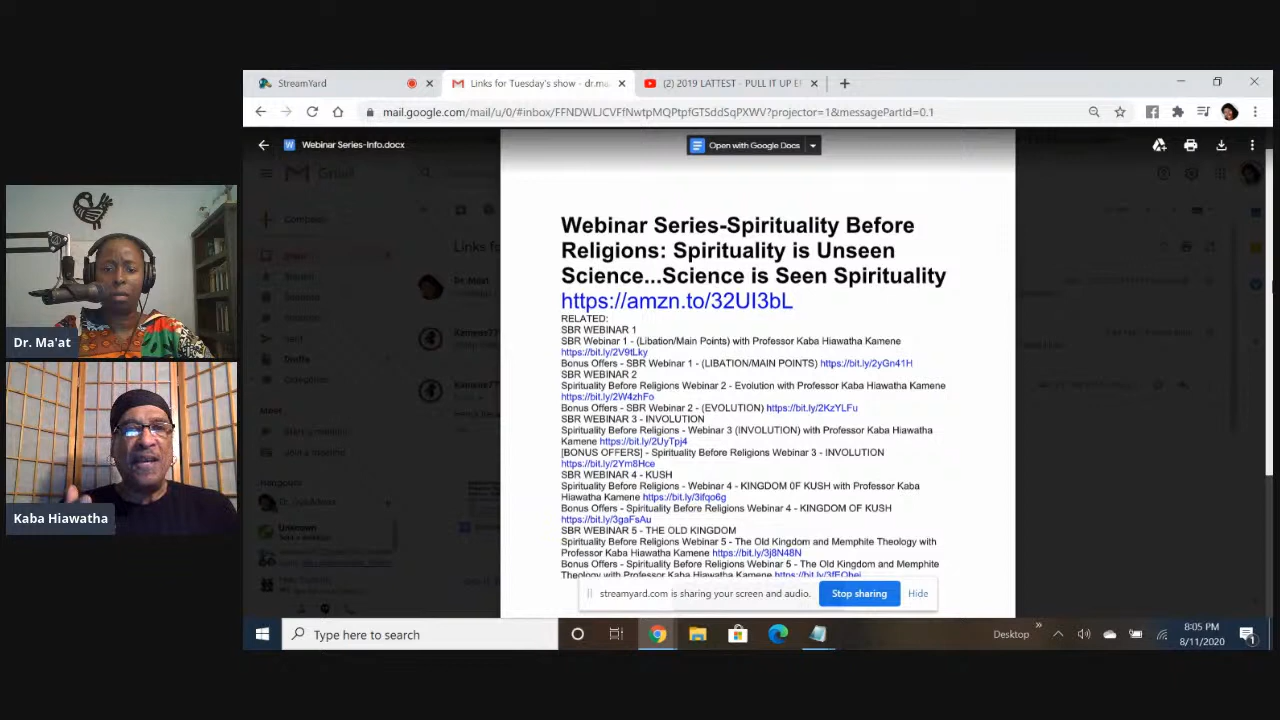 StreamYard
Links for Tuesday's show - dr.ma
(2) 2019 LATTEST - PULL IT UP EF
mail.google.com/mail/u/0/#inbox/FFNDWLJCVFfNwtpMQPtpfGTSddSqPXWV?projector=1&messagePartId=0.1
Webinar Series-Info.docx
Open with Google Docs
Gmail
Compose
Links fo
Webinar Series-Spirituality Before
Religions: Spirituality is Unseen
Science...Science is Seen Spirituality
https://amzn.to/32UI3bL
RELATED:
SBR WEBINAR 1
SBR Webinar 1 - (Libation/Main Points) with Professor Kaba Hiawatha Kamene
https://bit.ly/2V9tLky
Bonus Offers - SBR Webinar 1 - (LIBATION/MAIN POINTS) https://bit.ly/2yGn41H
SBR WEBINAR 2
Spirituality Before Religions Webinar 2 - Evolution with Professor Kaba Hiawatha Kamene
https://bit.ly/2W4zhFo
Bonus Offers - SBR Webinar 2 - (EVOLUTION) https://bit.ly/2KzYLFu
SBR WEBINAR 3 - INVOLUTION
Spirituality Before Religions - Webinar 3 (INVOLUTION) with Professor Kaba Hiawatha
Kamene https://bit.ly/2UyTpj4
[BONUS OFFERS] - Spirituality Before Religions Webinar 3 - INVOLUTION
https://bit.ly/2Ym8Hce
SBR WEBINAR 4 - KUSH
Spirituality Before Religions - Webinar 4 - KINGDOM 0F KUSH with Professor Kaba
Hiawatha Kamene https://bit.ly/3ifqo6g
Bonus Offers - Spirituality Before Religions Webinar 4 - KINGDOM OF KUSH
https://bit.ly/3gaFsAu
SBR WEBINAR 5 - THE OLD KINGDOM
Spirituality Before Religions Webinar 5 - The Old Kingdom and Memphite Theology with
Professor Kaba Hiawatha Kamene https://bit.ly/3j8N48N
Bonus Offers - Spirituality Before Religions Webinar 5 - The Old Kingdom and Memphite
Theology with Professor Kaba Hiawatha Kamene
streamyard.com is sharing your screen and audio.
Stop sharing
Hide
Dr. Ma'at
Kaba Hiawatha
Type here to search
Desktop
8:05 PM
8/11/2020